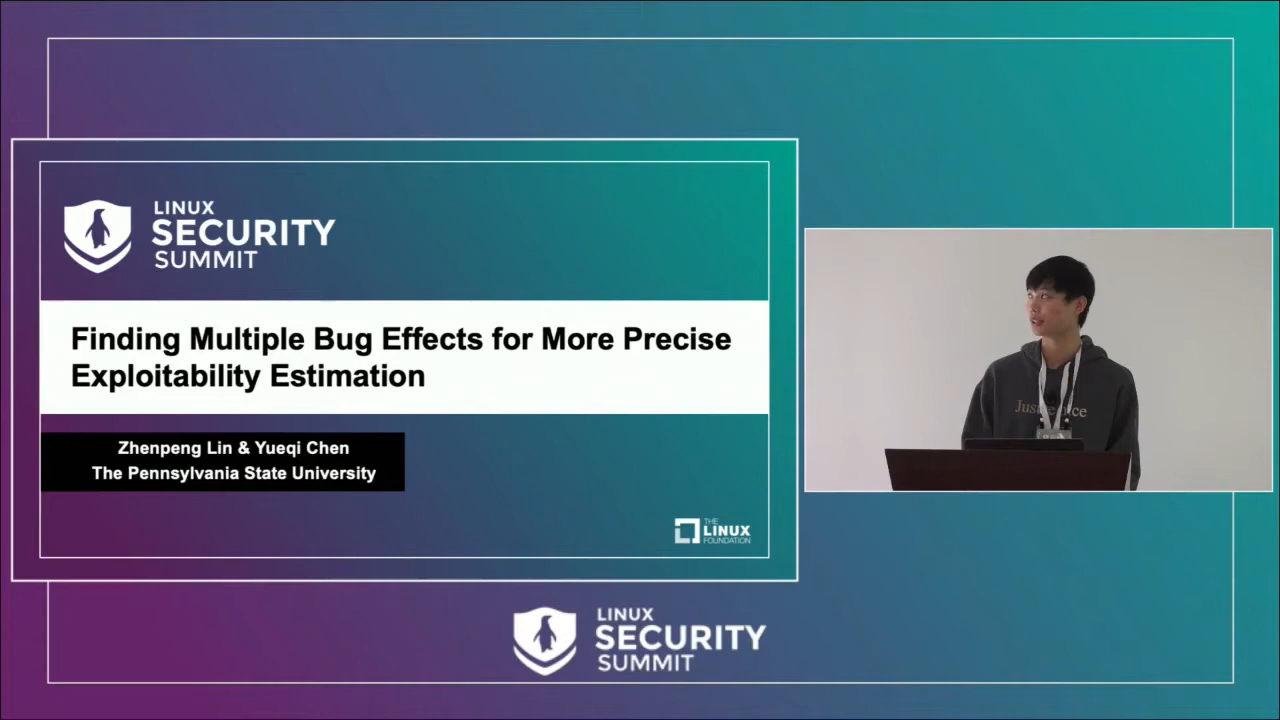 LINUX
SECURITY
SUMMIT
Finding Multiple Bug Effects for More Precise
Exploitability Estimation
Zhenpeng Lin & Yueqi Chen
The Pennsylvania State University
THE
LINUX
FOUNDATION
LINUX
SECURITY
SUMMIT